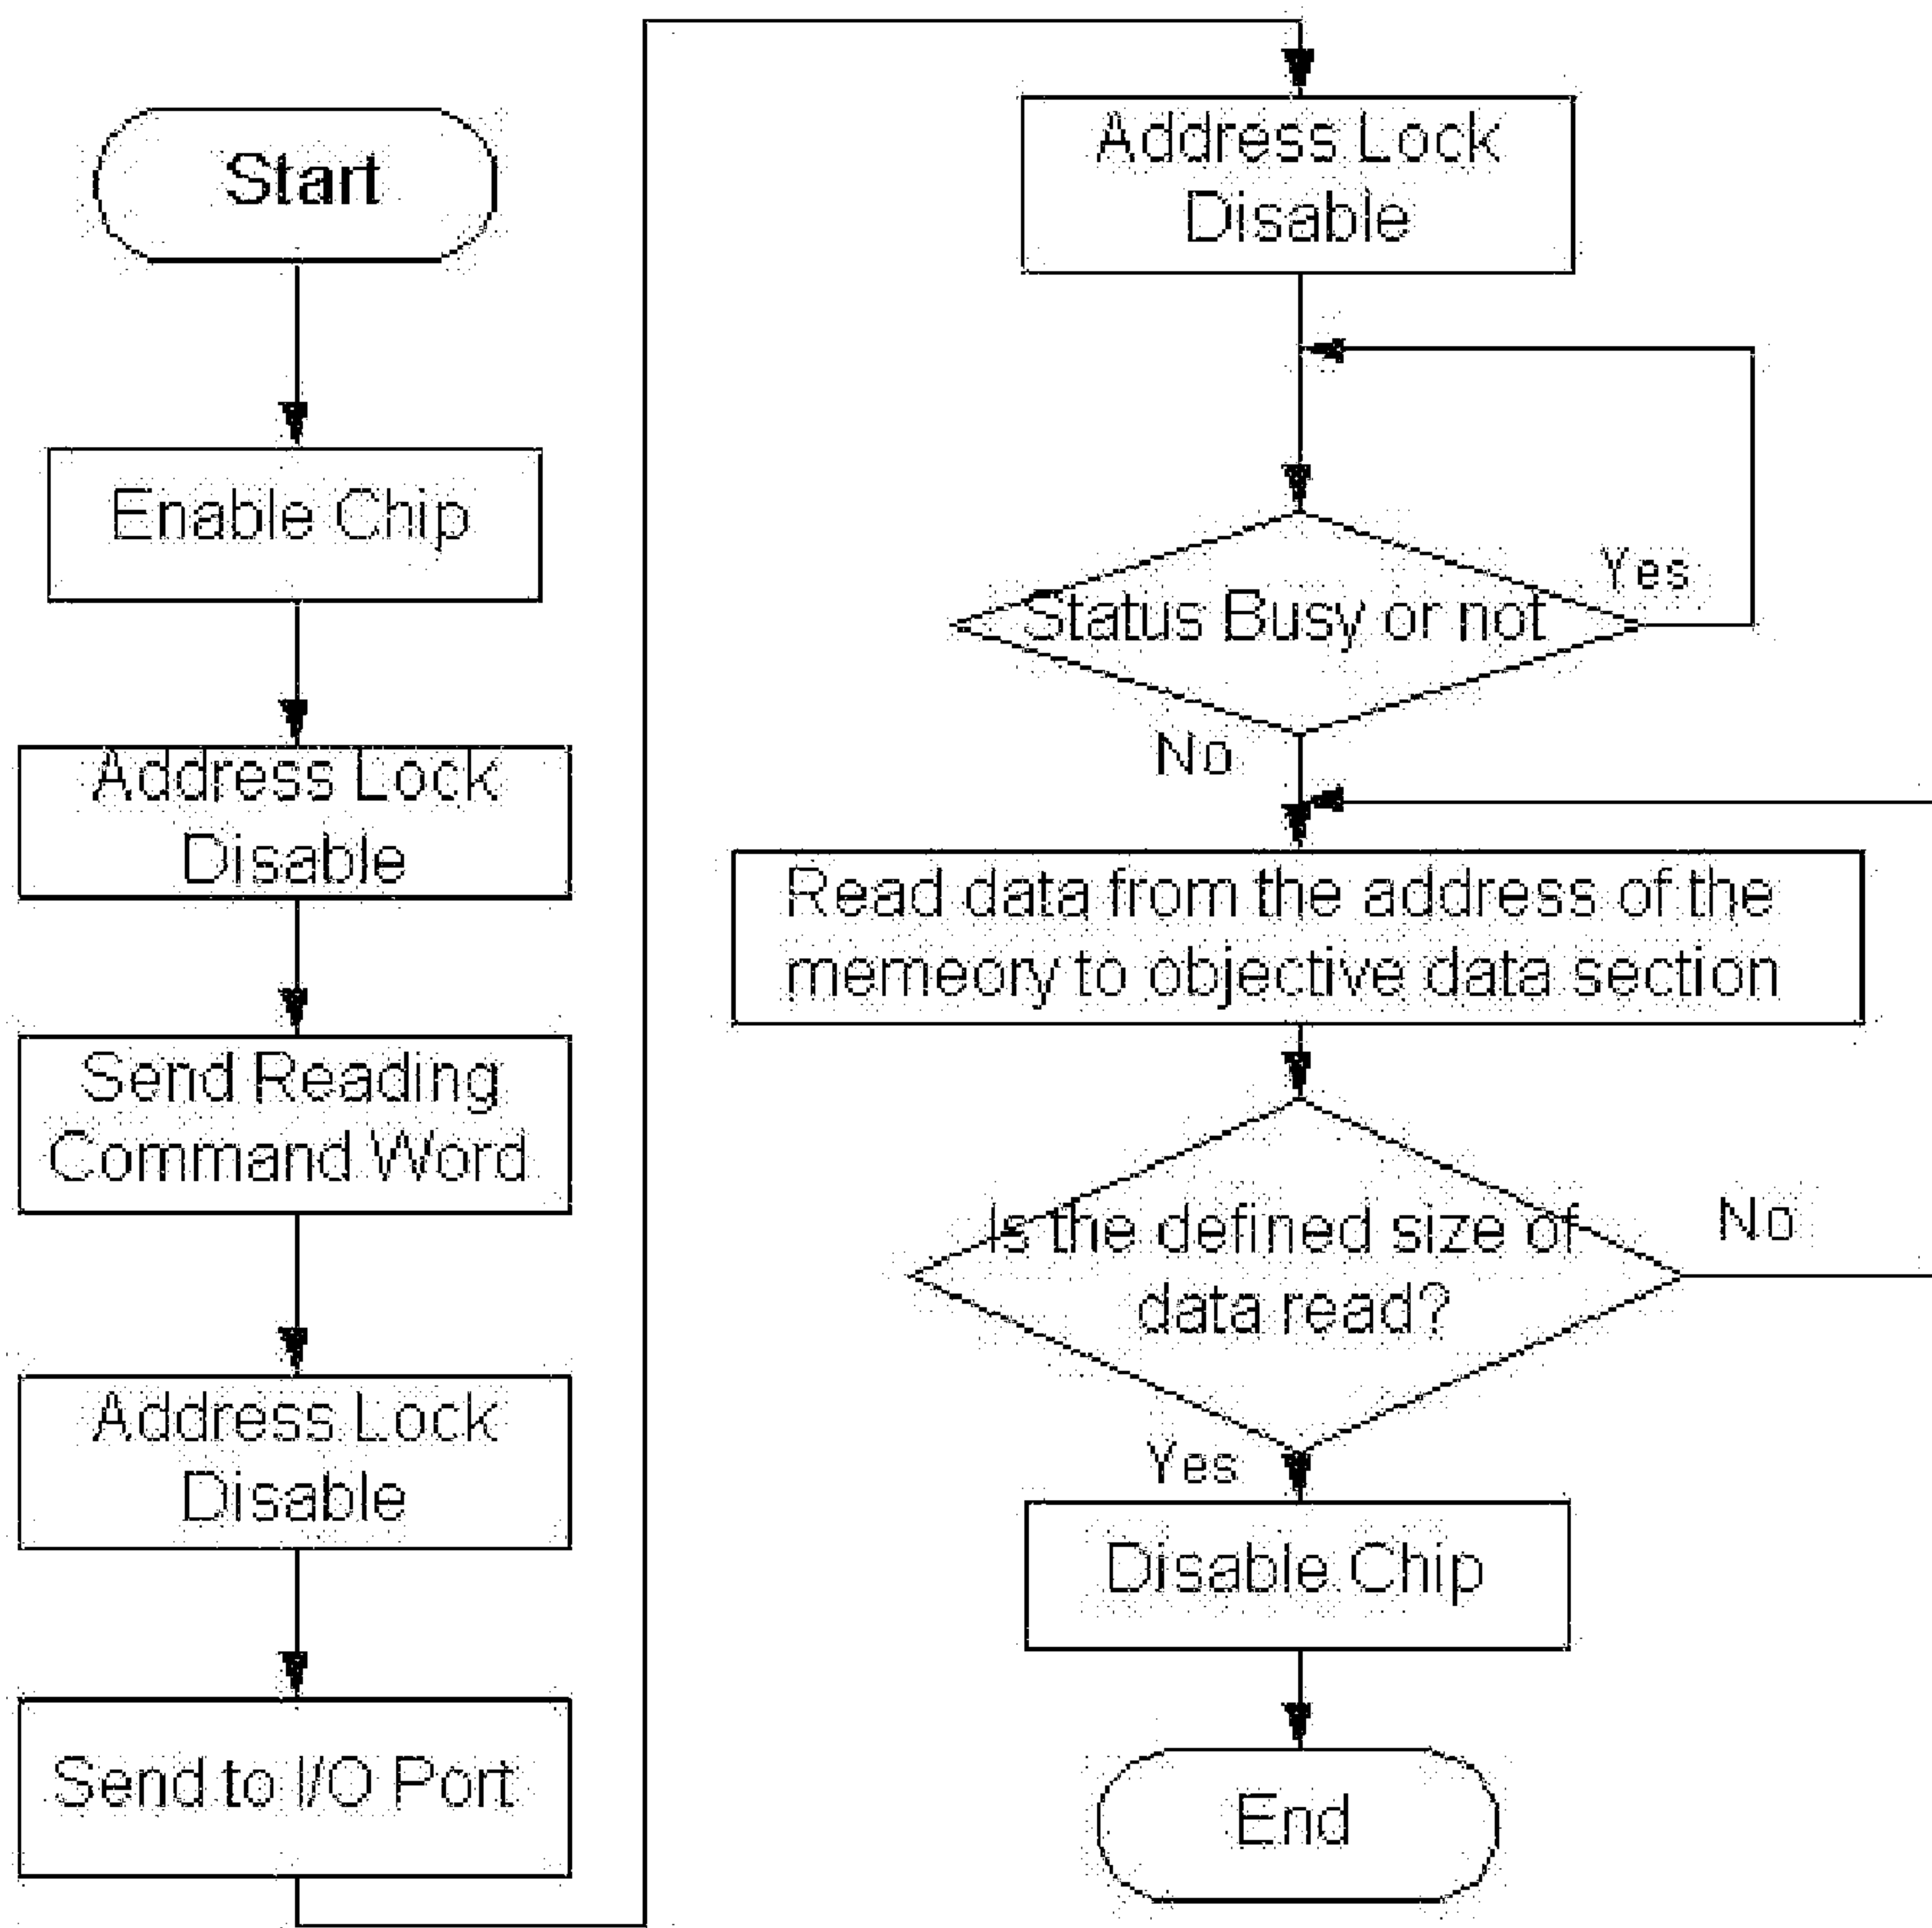 Start
Enable Chip
Address Lock
Disable
Send Reading
Command Word
Address Lock
Disable
Send to I/O Port
Address Lock
Disable
Status Busy or not
Yes
No
Read data from the address of the
memeory to objective data section
Is the defined size of
data read?
No
Yes
Disable Chip
End